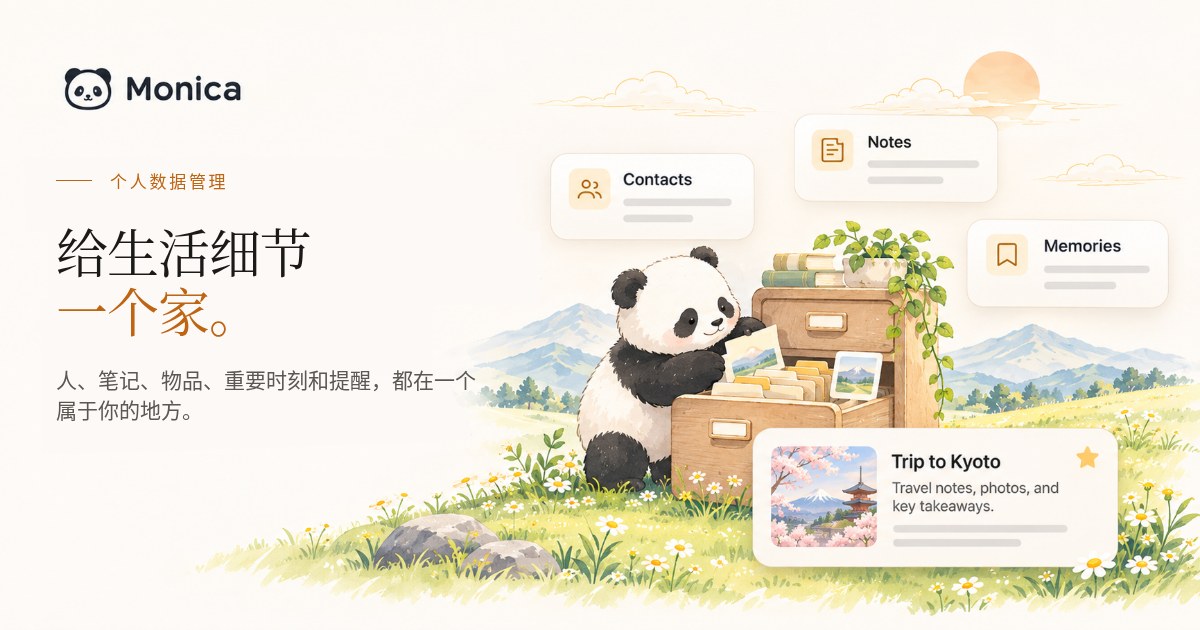 Monica
个人数据管理
给生活细节
一个家。
人、笔记、物品、重要时刻和提醒，都在一个
属于你的地方。
Contacts
Notes
Memories
Trip to Kyoto
Travel notes, photos, and
key takeaways.